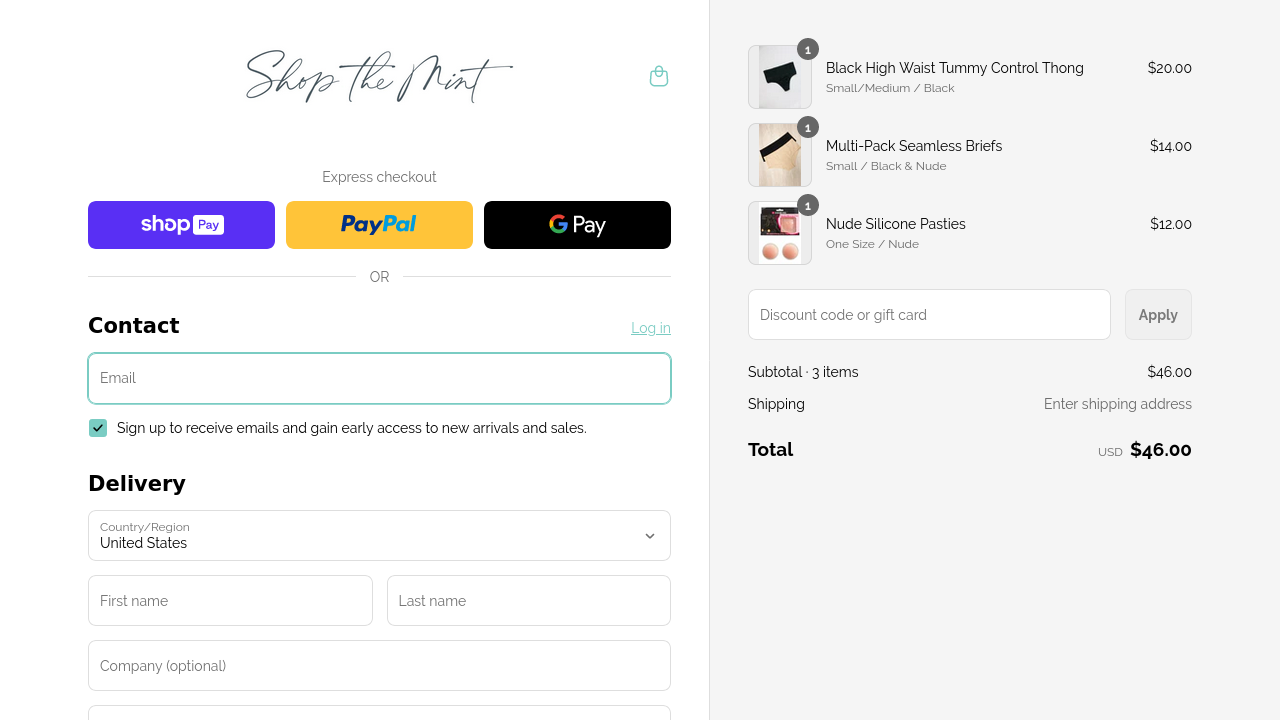 Shop the Mint
Express checkout
shop Pay
PayPal
G Pay
OR
Contact
Log in
Email
Sign up to receive emails and gain early access to new arrivals and sales.
Delivery
Country/Region
United States
First name
Last name
Company (optional)
1
Black High Waist Tummy Control Thong
$20.00
Small/Medium / Black
1
Multi-Pack Seamless Briefs
$14.00
Small / Black & Nude
1
Nude Silicone Pasties
$12.00
One Size / Nude
Discount code or gift card
Apply
Subtotal · 3 items
$46.00
Shipping
Enter shipping address
Total
USD $46.00